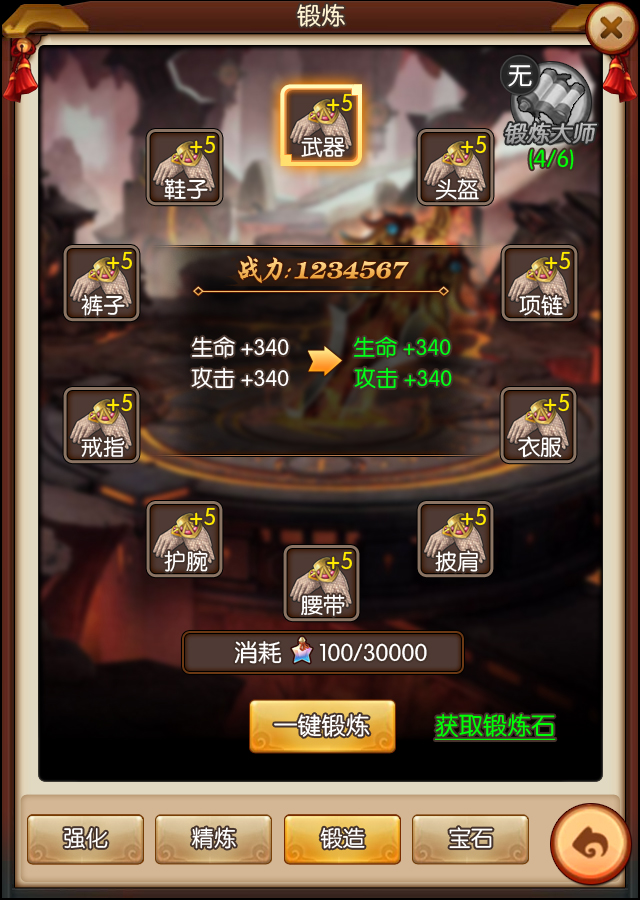 锻炼
无
锻炼大师
(4/6)
+5
武器
+5
鞋子
+5
头盔
+5
裤子
+5
项链
战力:1234567
生命 +340
生命 +340
攻击 +340
攻击 +340
+5
戒指
+5
衣服
+5
护腕
+5
披肩
+5
腰带
消耗 100/30000
一键锻炼
获取锻炼石
强化
精炼
锻造
宝石